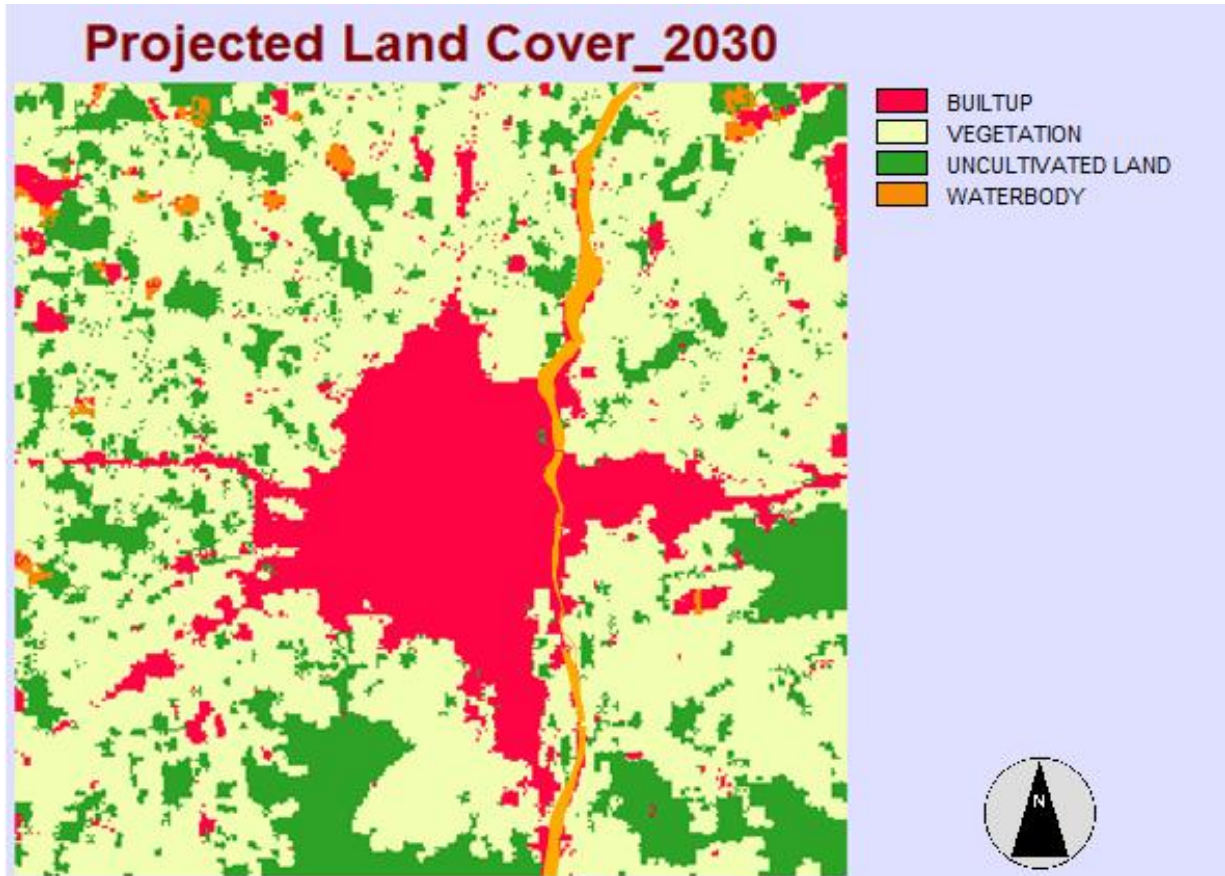 Projected Land Cover_2030
BUILTUP
VEGETATION
UNCULTIVATED LAND
WATERBODY
N